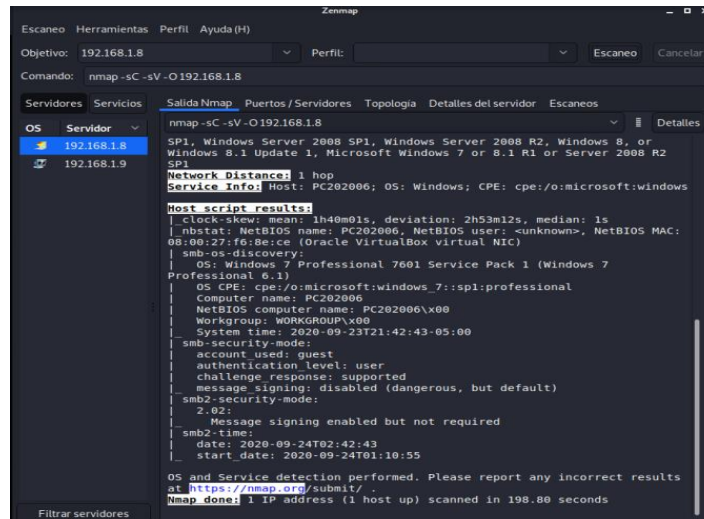 Zenmap
Escaneo Herramientas Perfil Ayuda (H)
Objetivo: 192.168.1.8 Perfil: Escaneo Cancelar
Comando: nmap -sC -sV -O 192.168.1.8
Servidores Servicios Salida Nmap Puertos / Servidores Topología Detalles del servidor Escaneos
OS Servidor
192.168.1.8
192.168.1.9
nmap -sC -sV -O 192.168.1.8 Detalles
SP1, Windows Server 2008 SP1, Windows Server 2008 R2, Windows 8, or
Windows 8.1 Update 1, Microsoft Windows 7 or 8.1 R1 or Server 2008 R2
SP1
Network Distance: 1 hop
Service Info: Host: PC202006; OS: Windows; CPE: cpe:/o:microsoft:windows
Host script results:
|_clock-skew: mean: 1h40m01s, deviation: 2h53m12s, median: 1s
|_nbstat: NetBIOS name: PC202006, NetBIOS user: <unknown>, NetBIOS MAC:
08:00:27:f6:8e:ce (Oracle VirtualBox virtual NIC)
| smb-os-discovery:
|   OS: Windows 7 Professional 7601 Service Pack 1 (Windows 7
Professional 6.1)
|   OS CPE: cpe:/o:microsoft:windows_7::sp1:professional
|   Computer name: PC202006
|   NetBIOS computer name: PC202006\x00
|   Workgroup: WORKGROUP\x00
|_  System time: 2020-09-23T21:42:43-05:00
| smb-security-mode:
|   account_used: guest
|   authentication_level: user
|   challenge_response: supported
|_  message_signing: disabled (dangerous, but default)
| smb2-security-mode:
|   2.02:
|_    Message signing enabled but not required
| smb2-time:
|   date: 2020-09-24T02:42:43
|_  start_date: 2020-09-24T01:10:55
OS and Service detection performed. Please report any incorrect results
at https://nmap.org/submit/ .
Nmap done: 1 IP address (1 host up) scanned in 198.80 seconds
Filtrar servidores